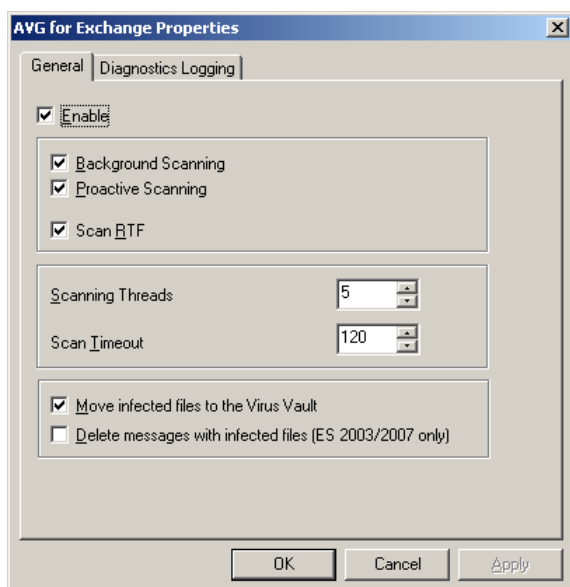 AVG for Exchange Properties
General
Diagnostics Logging
Enable
Background Scanning
Proactive Scanning
Scan RTF
Scanning Threads 5
Scan Timeout 120
Move infected files to the Virus Vault
Delete messages with infected files (ES 2003/2007 only)
OK Cancel Apply